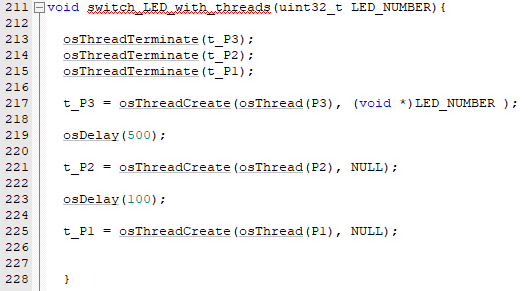 211 void switch_LED_with_threads(uint32_t LED_NUMBER){
212
213 osThreadTerminate(t_P3);
214 osThreadTerminate(t_P2);
215 osThreadTerminate(t_P1);
216
217 t_P3 = osThreadCreate(osThread(P3), (void *)LED_NUMBER );
218
219 osDelay(500);
220
221 t_P2 = osThreadCreate(osThread(P2), NULL);
222
223 osDelay(100);
224
225 t_P1 = osThreadCreate(osThread(P1), NULL);
226
227
228 }